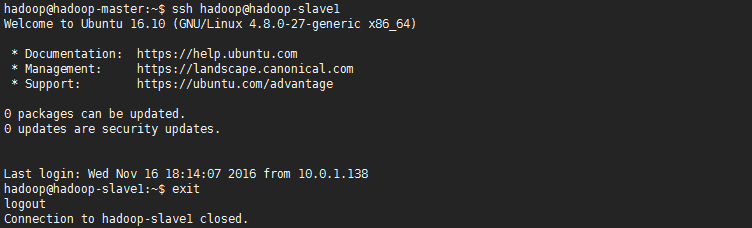 hadoop@hadoop-master:~$ ssh hadoop@hadoop-slave1
Welcome to Ubuntu 16.10 (GNU/Linux 4.8.0-27-generic x86_64)
* Documentation:  https://help.ubuntu.com
* Management:     https://landscape.canonical.com
* Support:        https://ubuntu.com/advantage
0 packages can be updated.
0 updates are security updates.
Last login: Wed Nov 16 18:14:07 2016 from 10.0.1.138
hadoop@hadoop-slave1:~$ exit
logout
Connection to hadoop-slave1 closed.